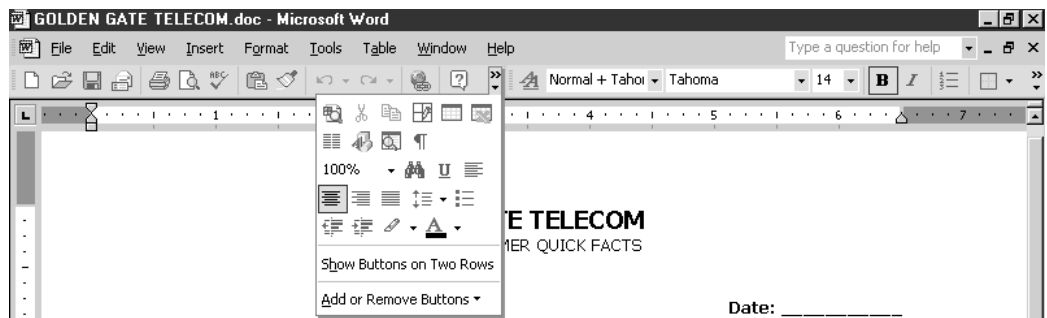 GOLDEN GATE TELECOM.doc - Microsoft Word
File Edit View Insert Format Tools Table Window Help Type a question for help
Normal + Tahoi Tahoma 14 B I
1 4 5 6 7
100% U
A
E TELECOM
MER QUICK FACTS
Show Buttons on Two Rows
Add or Remove Buttons
Date: ______________